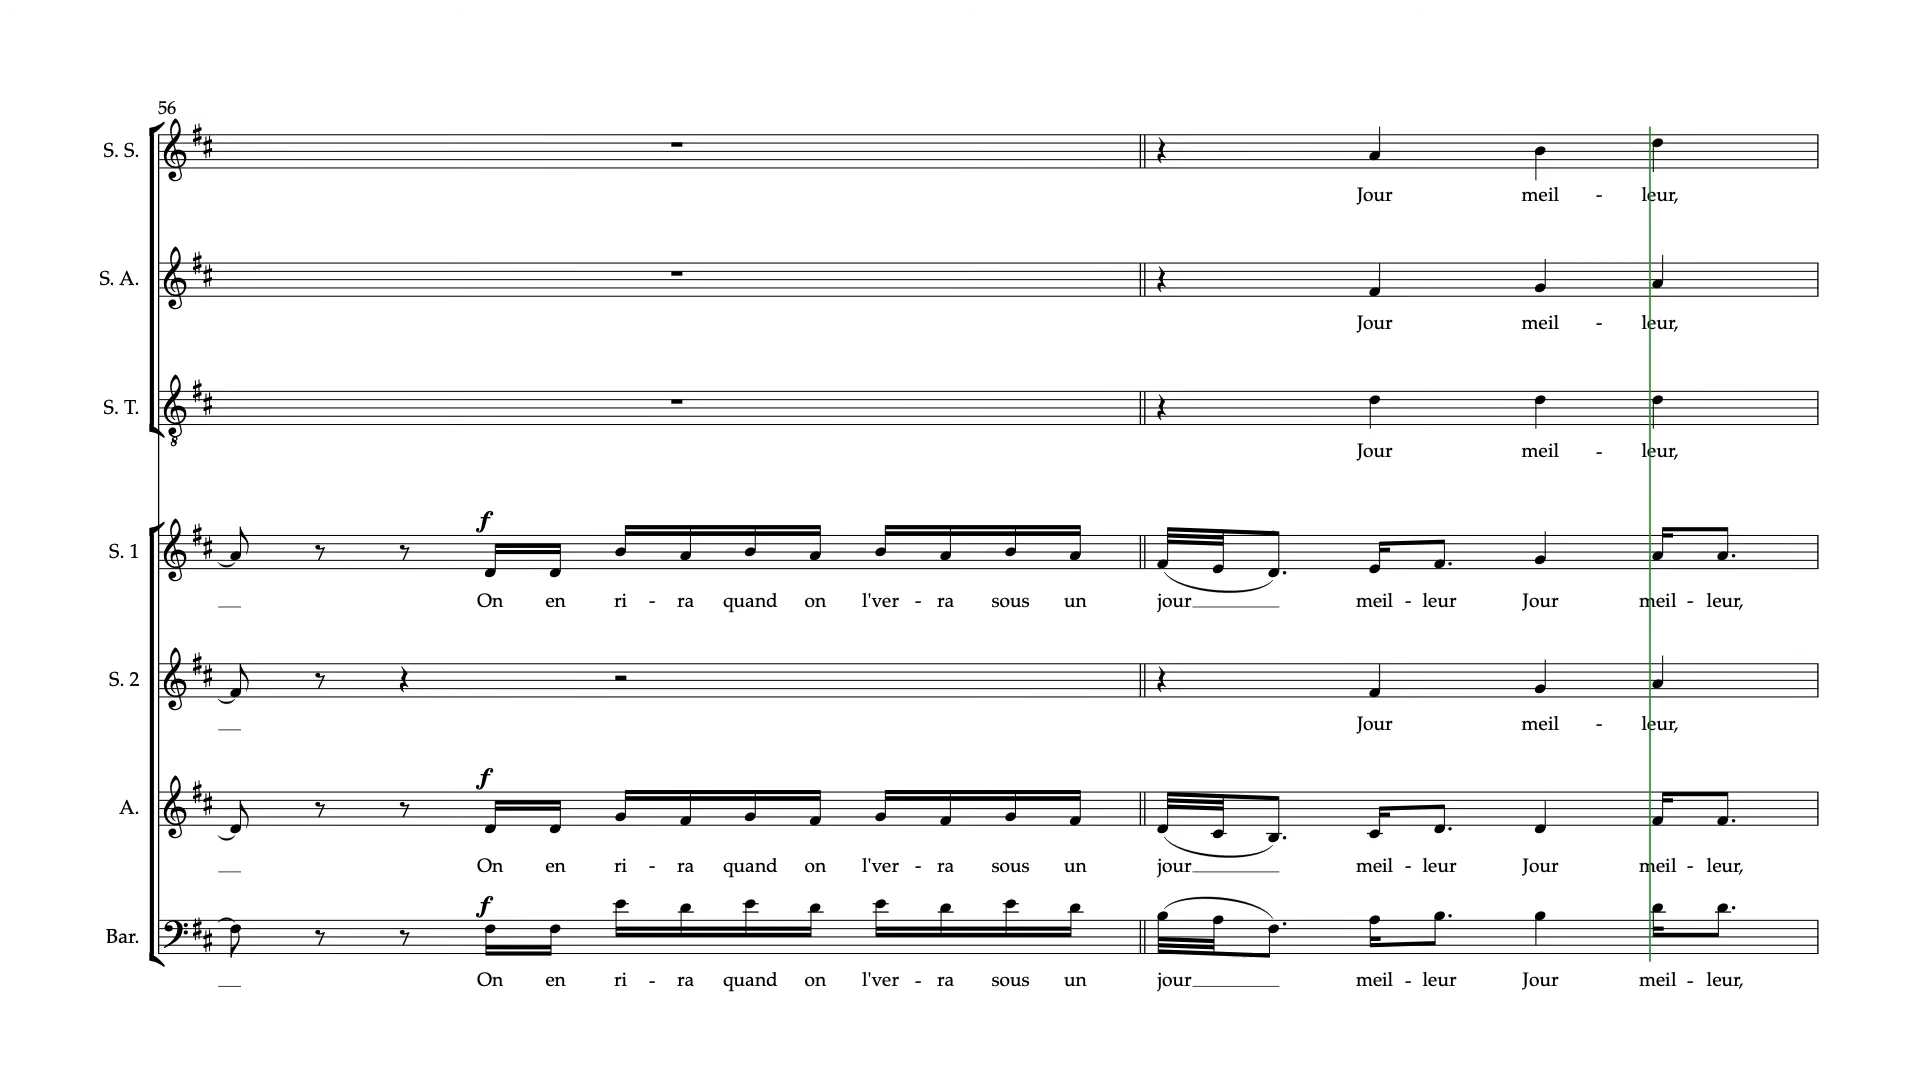 56
S. S.
Jour meil - leur,
S. A.
Jour meil - leur,
S. T.
Jour meil - leur,
f
S. 1
On en ri - ra quand on l'ver - ra sous un jour meil - leur Jour meil - leur,
S. 2
Jour meil - leur,
f
A.
On en ri - ra quand on l'ver - ra sous un jour meil - leur Jour meil - leur,
f
Bar.
On en ri - ra quand on l'ver - ra sous un jour meil - leur Jour meil - leur,